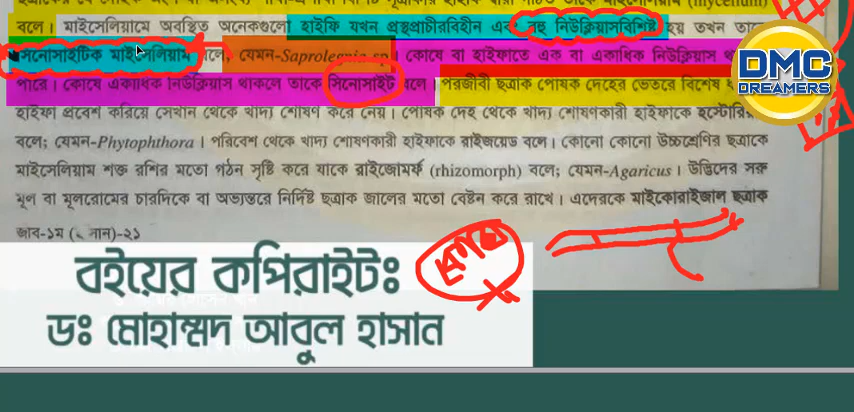 মাইসেলিয়াম (mycelium)
বলে। মাইসেলিয়ামে অবস্থিত অনেকগুলো হাইফি যখন প্রস্থপ্রাচীরবিহীন এবং বহু নিউক্লিয়াসবিশিষ্ট হয় তখন তাকে
সিনোসাইটিক মাইসেলিয়াম বলে, যেমন-Saprolegnia sp. কোষে বা হাইফাতে এক বা একাধিক নিউক্লিয়াস
পারে। কোষে একাধিক নিউক্লিয়াস থাকলে তাকে সিনোসাইট বলে। পরজীবী ছত্রাক পোষক দেহের ভেতরে বিশেষ
হাইফা প্রবেশ করিয়ে সেখান থেকে খাদ্য শোষণ করে নেয়। পোষক দেহ থেকে খাদ্য শোষণকারী হাইফাকে হস্টোরিয়াম
বলে; যেমন-Phytophthora। পরিবেশ থেকে খাদ্য শোষণকারী হাইফাকে রাইজয়েড বলে। কোনো কোনো উচ্চশ্রেণির ছত্রাকে
মাইসেলিয়াম শক্ত রশির মতো গঠন সৃষ্টি করে যাকে রাইজোমর্ফ (rhizomorph) বলে; যেমন-Agaricus। উদ্ভিদের সরু
মূল বা মূলরোমের চারদিকে বা অভ্যন্তরে নির্দিষ্ট ছত্রাক জালের মতো বেষ্টন করে রাখে। এদেরকে মাইকোরাইজাল ছত্রাক
জীব-১ম (হাসান)-২১
DMC
DREAMERS
কোষ
বইয়ের কপিরাইটঃ
ডঃ মোহাম্মদ আবুল হাসান